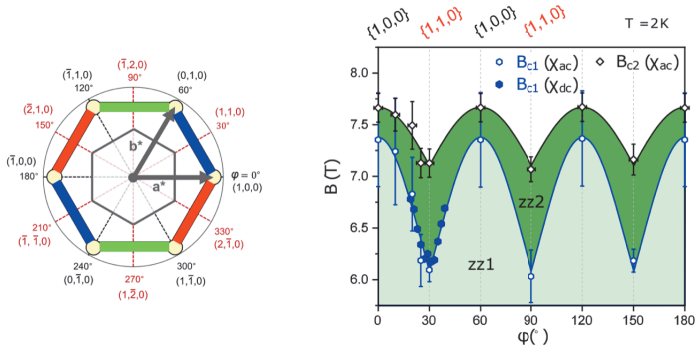 (1̄,2,0)
90°
(1̄,1,0)
120°
(0,1,0)
60°
(2̄,1,0)
150°
(1,1,0)
30°
b*
(1̄,0,0)
180°
a*
φ = 0°
(1,0,0)
210°
(1̄, 1̄,0)
330°
(2,1̄,0)
240°
(0,1̄,0)
300°
(1,1̄,0)
270°
(1,2̄,0)
{1,0,0}
{1,1,0}
{1,0,0}
{1,1,0}
T = 2K
Bc1 (χac)
Bc2 (χac)
Bc1 (χdc)
B (T)
8.0
7.5
7.0
6.5
6.0
zz2
zz1
0 30 60 90 120 150 180
φ(°)